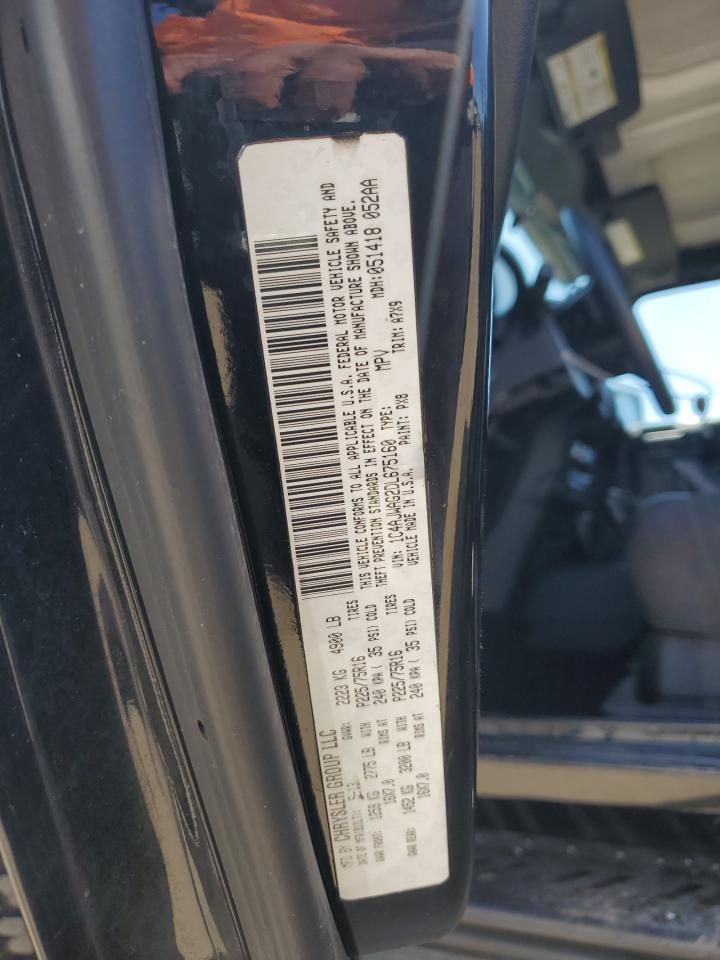 MFD BY CHRYSLER GROUP LLC
DATE OF MFR 5-13 GVWR: 2223 KG 4900 LB
GAWR FRONT: 1259 KG 2775 LB WITH P225/75R16 TIRES
16X7.0 RIMS AT 240 KPA ( 35 PSI) COLD
GAWR REAR: 1452 KG 3200 LB WITH P225/75R16 TIRES
16X7.0 RIMS AT 240 KPA ( 35 PSI) COLD
THIS VEHICLE CONFORMS TO ALL APPLICABLE U.S.A. FEDERAL MOTOR VEHICLE SAFETY AND
THEFT PREVENTION STANDARDS IN EFFECT ON THE DATE OF MANUFACTURE SHOWN ABOVE.
VIN: 1C4AJWAG2DL675160 TYPE: MPV MDH:051418 052AA
VEHICLE MADE IN U.S.A. PAINT: PX8 TRIM: A7X9